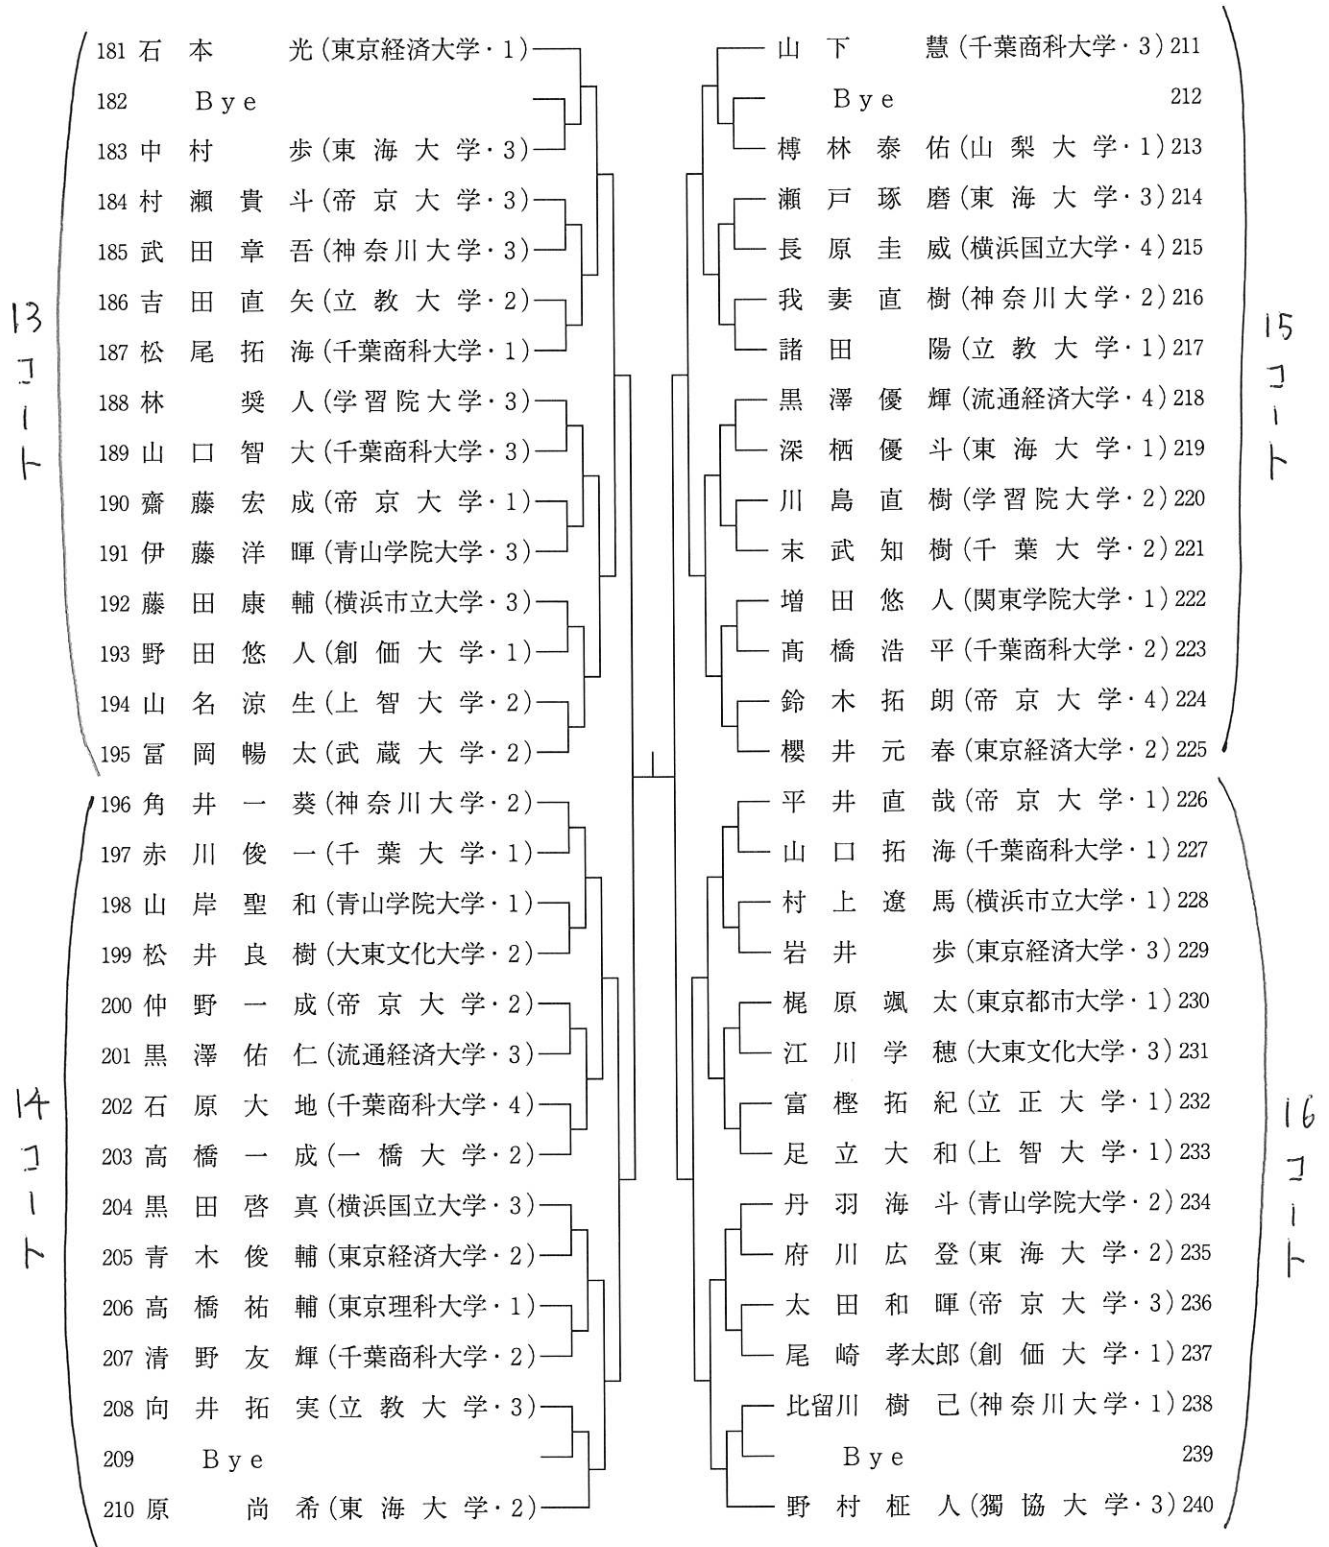 13コート
181 石本 光 (東京経済大学・1)
182 Bye
183 中村 歩 (東海大学・3)
184 村瀬貴斗 (帝京大学・3)
185 武田章吾 (神奈川大学・3)
186 吉田直矢 (立教大学・2)
187 松尾拓海 (千葉商科大学・1)
188 林 奨人 (学習院大学・3)
189 山口智大 (千葉商科大学・3)
190 齋藤宏成 (帝京大学・1)
191 伊藤洋暉 (青山学院大学・3)
192 藤田康輔 (横浜市立大学・3)
193 野田悠人 (創価大学・1)
194 山名涼生 (上智大学・2)
195 冨岡暢太 (武蔵大学・2)
14コート
196 角井一葵 (神奈川大学・2)
197 赤川俊一 (千葉大学・1)
198 山岸聖和 (青山学院大学・1)
199 松井良樹 (大東文化大学・2)
200 仲野一成 (帝京大学・2)
201 黒澤佑仁 (流通経済大学・3)
202 石原大地 (千葉商科大学・4)
203 高橋一成 (一橋大学・2)
204 黒田啓真 (横浜国立大学・3)
205 青木俊輔 (東京経済大学・2)
206 高橋祐輔 (東京理科大学・1)
207 清野友輝 (千葉商科大学・2)
208 向井拓実 (立教大学・3)
209 Bye
210 原 尚希 (東海大学・2)
15コート
山下 慧 (千葉商科大学・3) 211
Bye 212
榑林泰佑 (山梨大学・1) 213
瀬戸琢磨 (東海大学・3) 214
長原圭威 (横浜国立大学・4) 215
我妻直樹 (神奈川大学・2) 216
諸田 陽 (立教大学・1) 217
黒澤優輝 (流通経済大学・4) 218
深栖優斗 (東海大学・1) 219
川島直樹 (学習院大学・2) 220
末武知樹 (千葉大学・2) 221
増田悠人 (関東学院大学・1) 222
髙橋浩平 (千葉商科大学・2) 223
鈴木拓朗 (帝京大学・4) 224
櫻井元春 (東京経済大学・2) 225
16コート
平井直哉 (帝京大学・1) 226
山口拓海 (千葉商科大学・1) 227
村上遼馬 (横浜市立大学・1) 228
岩井 歩 (東京経済大学・3) 229
梶原颯太 (東京都市大学・1) 230
江川学穂 (大東文化大学・3) 231
富樫拓紀 (立正大学・1) 232
足立大和 (上智大学・1) 233
丹羽海斗 (青山学院大学・2) 234
府川広登 (東海大学・2) 235
太田和暉 (帝京大学・3) 236
尾崎孝太郎 (創価大学・1) 237
比留川樹己 (神奈川大学・1) 238
Bye 239
野村柾人 (獨協大学・3) 240